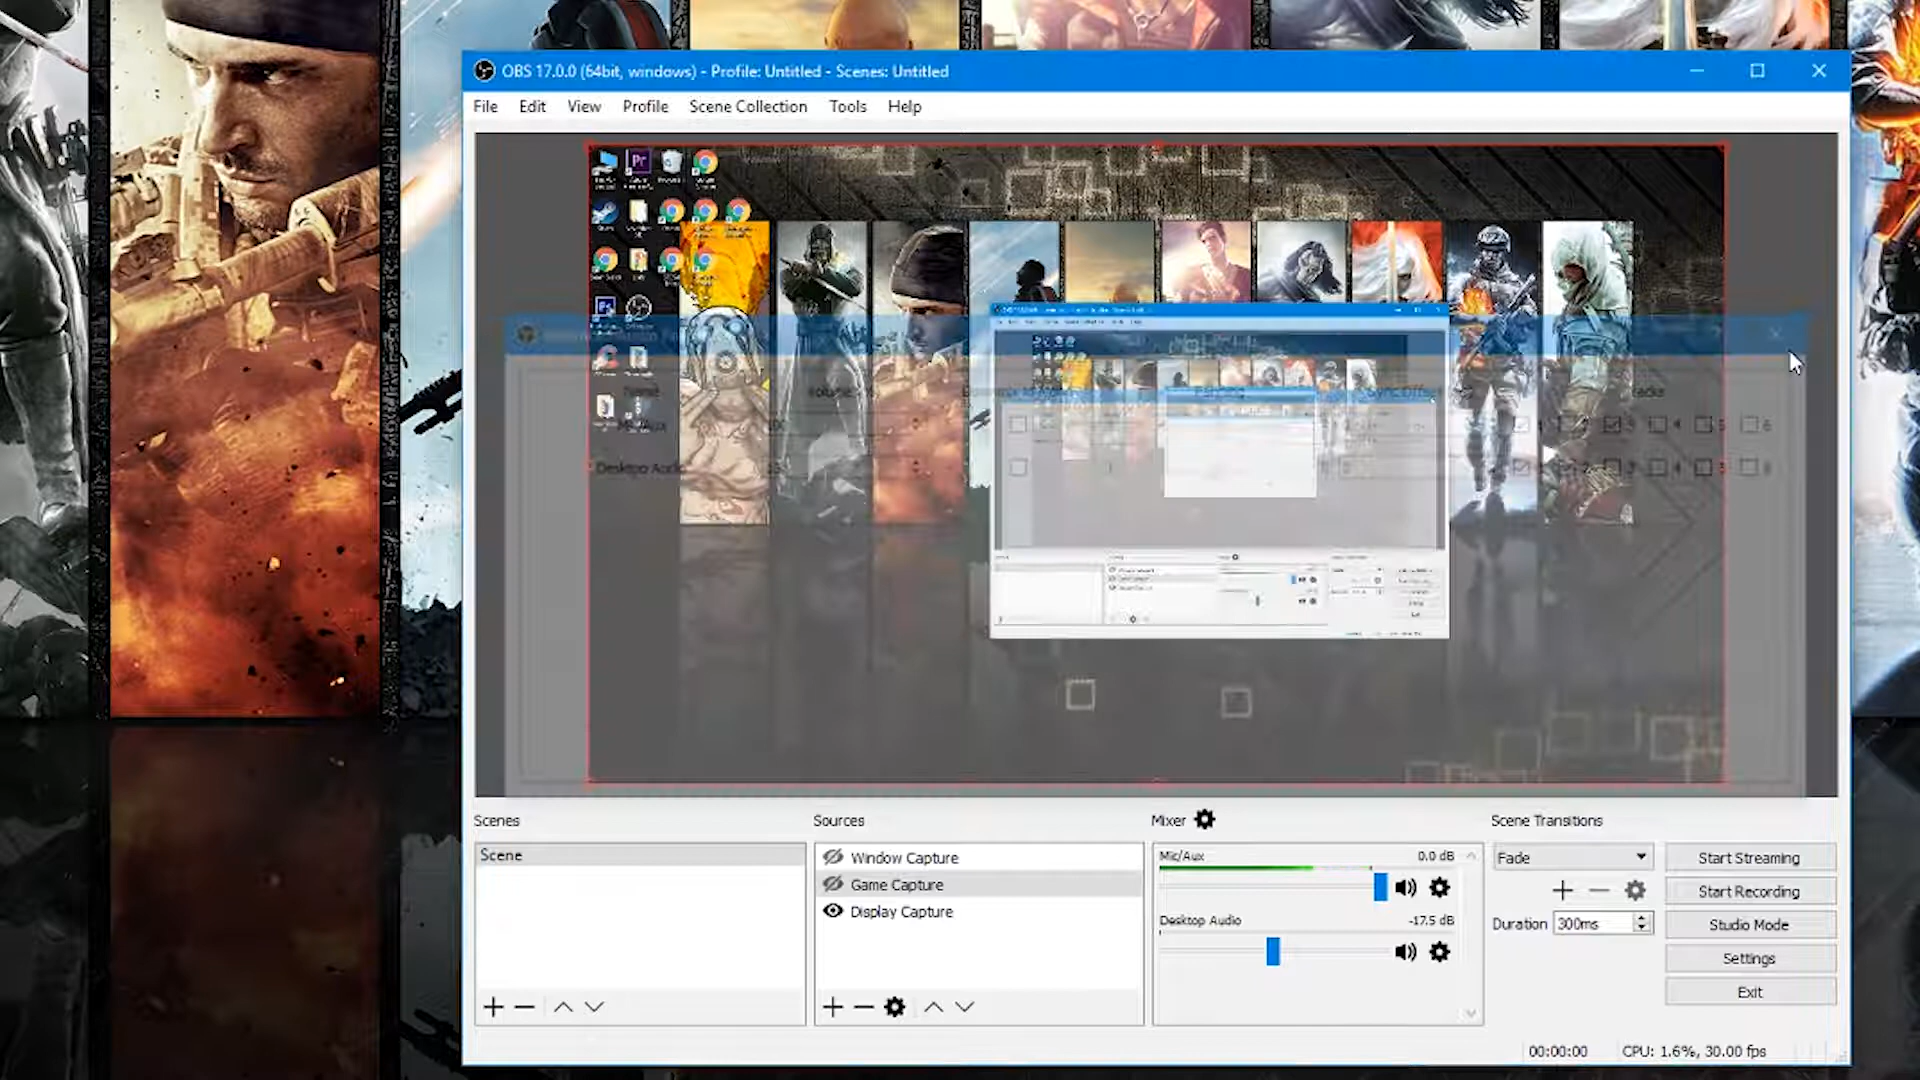 OBS 17.0.0 (64bit, windows) - Profile: Untitled - Scenes: Untitled
File Edit View Profile Scene Collection Tools Help
Pr
Desktop Audio
Scenes
Sources
Mixer
Scene Transitions
Scene
Window Capture
Game Capture
Display Capture
Mic/Aux 0.0 dB
Desktop Audio -17.5 dB
Fade
Duration 300ms
Start Streaming
Start Recording
Studio Mode
Settings
Exit
00:00:00 CPU: 1.6%, 30.00 fps